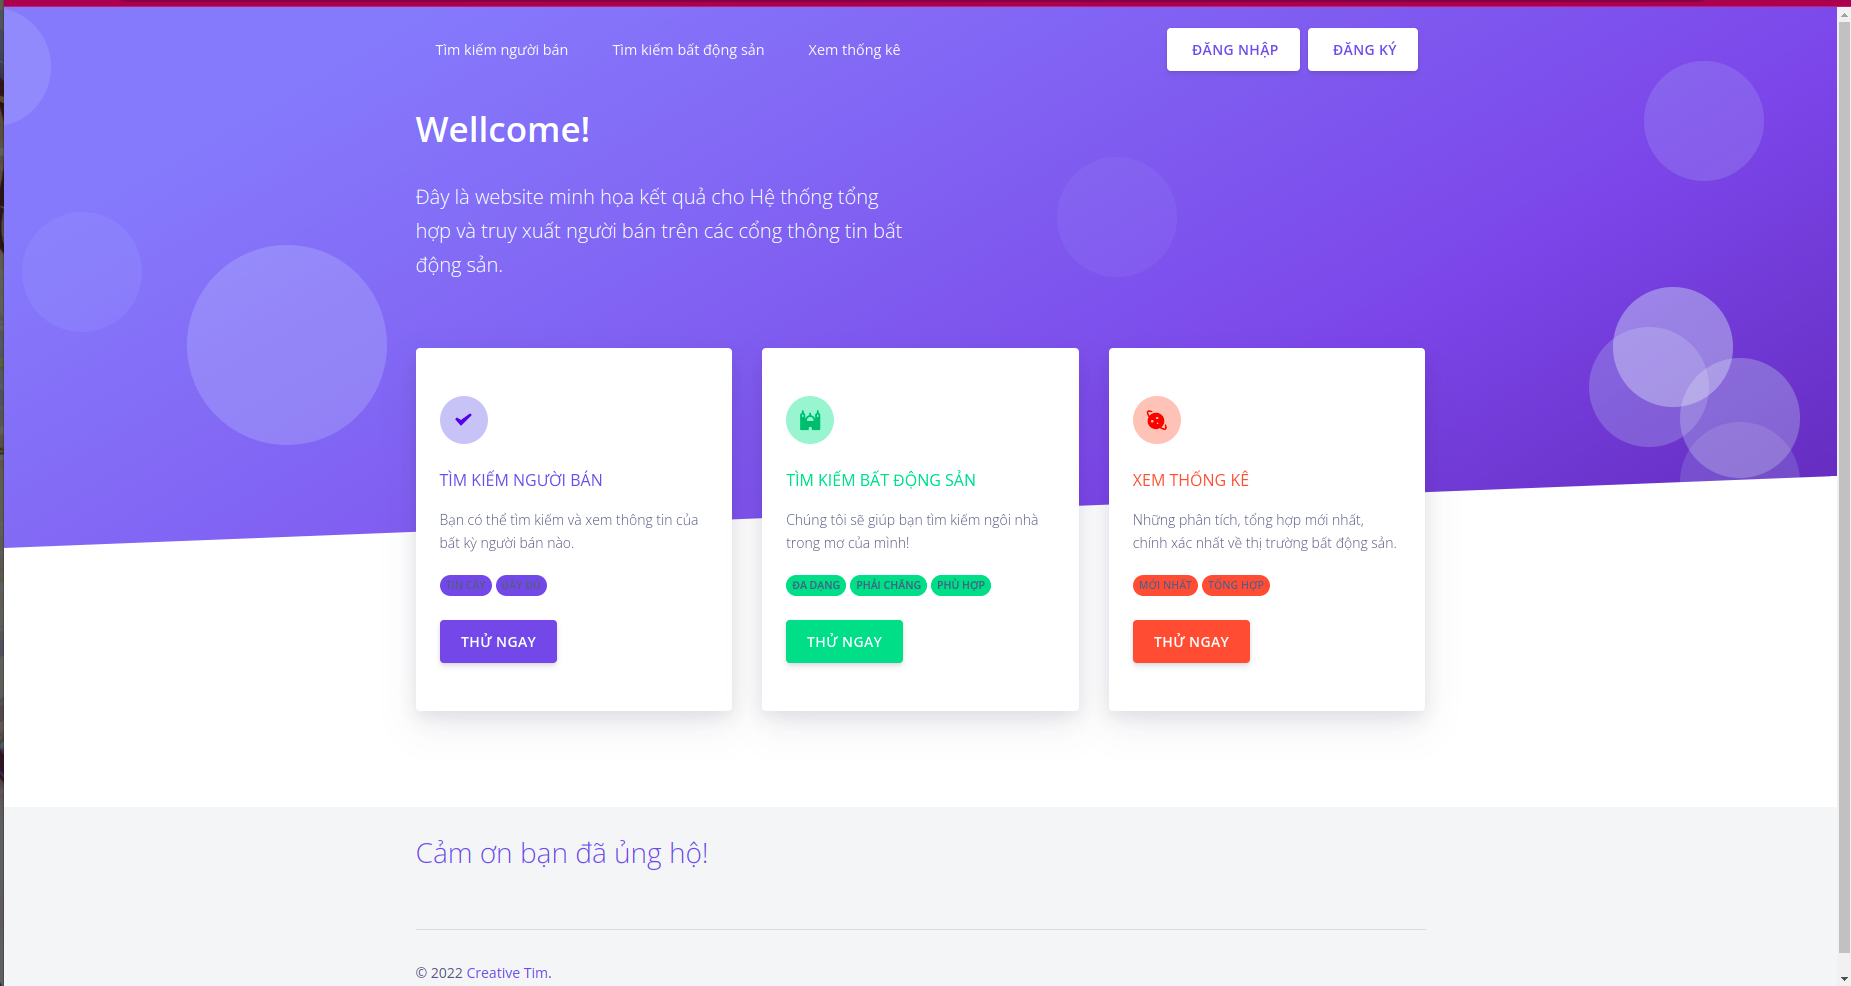 Tìm kiếm người bán
Tìm kiếm bất động sản
Xem thống kê
ĐĂNG NHẬP
ĐĂNG KÝ
Wellcome!
Đây là website minh họa kết quả cho Hệ thống tổng
hợp và truy xuất người bán trên các cổng thông tin bất
động sản.
TÌM KIẾM NGƯỜI BÁN
Bạn có thể tìm kiếm và xem thông tin của
bất kỳ người bán nào.
TIN CẬY
ĐẦY ĐỦ
THỬ NGAY
TÌM KIẾM BẤT ĐỘNG SẢN
Chúng tôi sẽ giúp bạn tìm kiếm ngôi nhà
trong mơ của mình!
ĐA DẠNG
PHẢI CHĂNG
PHÙ HỢP
THỬ NGAY
XEM THỐNG KÊ
Những phân tích, tổng hợp mới nhất,
chính xác nhất về thị trường bất động sản.
MỚI NHẤT
TỔNG HỢP
THỬ NGAY
Cảm ơn bạn đã ủng hộ!
© 2022 Creative Tim.